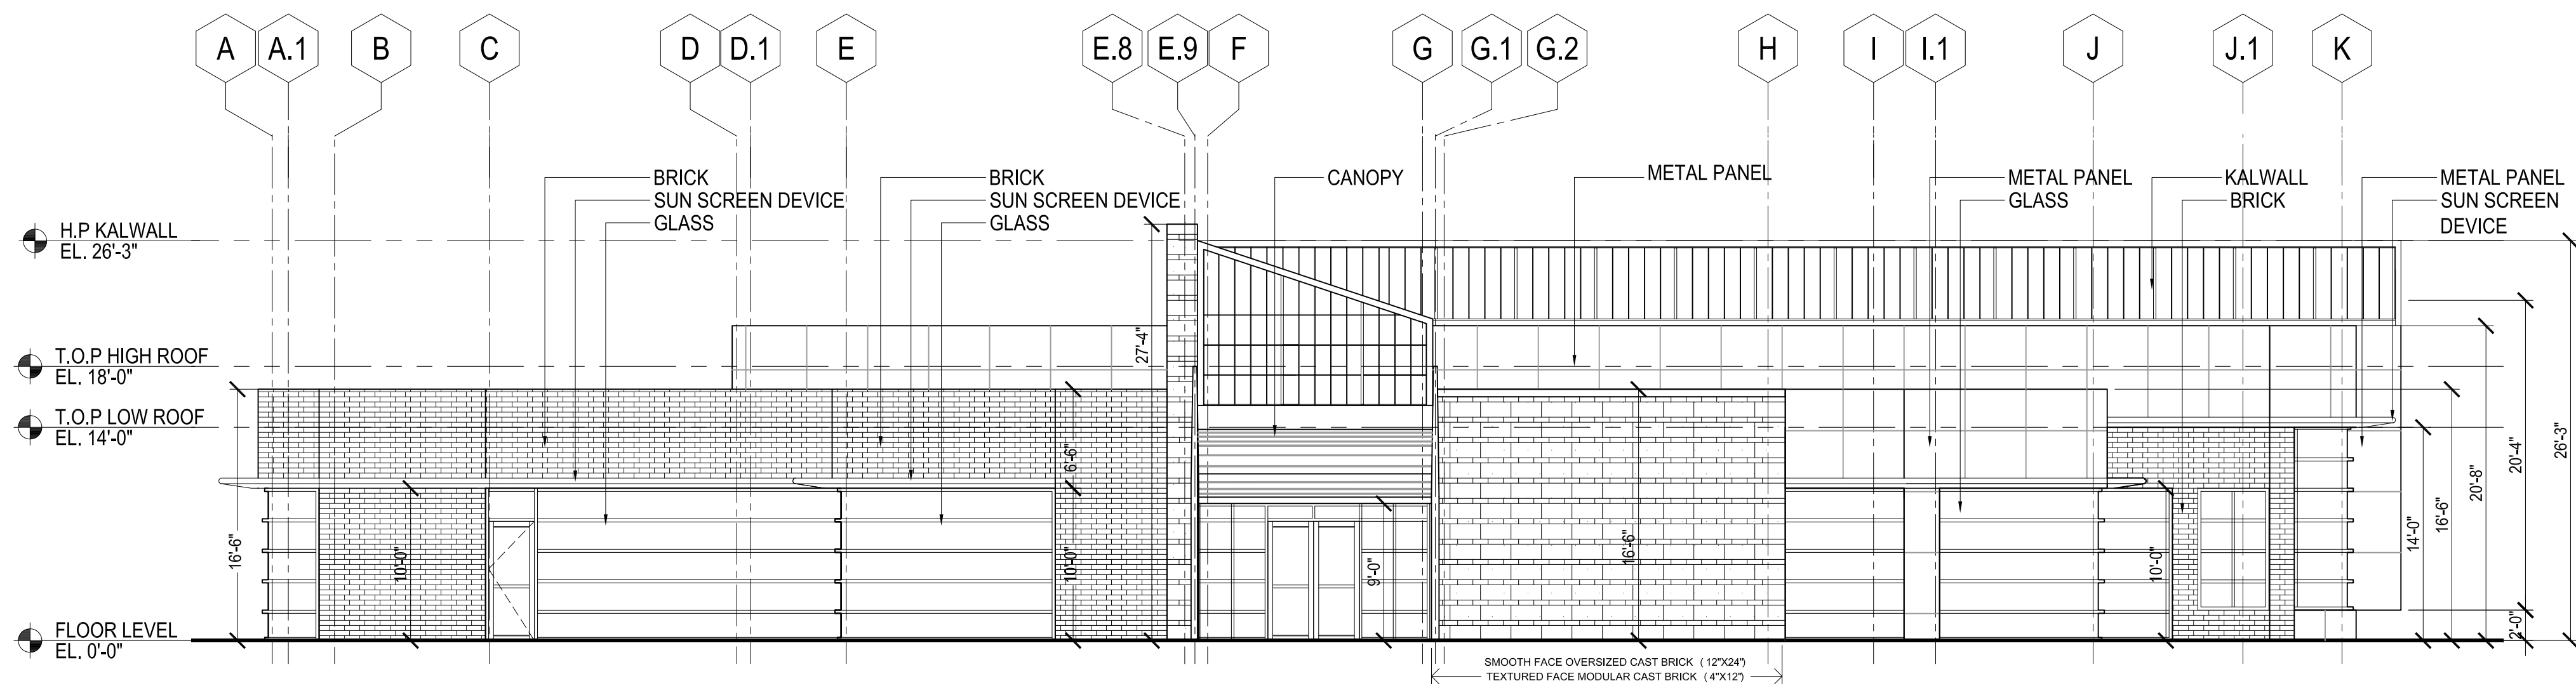 A A.1 B C D D.1 E E.8 E.9 F G G.1 G.2 H I I.1 J J.1 K
BRICK
SUN SCREEN DEVICE
GLASS
BRICK
SUN SCREEN DEVICE
GLASS
CANOPY
METAL PANEL
METAL PANEL
GLASS
KALWALL
BRICK
METAL PANEL
SUN SCREEN
DEVICE
H.P KALWALL
EL. 26'-3"
T.O.P HIGH ROOF
EL. 18'-0"
T.O.P LOW ROOF
EL. 14'-0"
FLOOR LEVEL
EL. 0'-0"
16'-6"
10'-0"
6'-6"
10'-0"
27'-4"
9'-0"
16'-6"
10'-0"
14'-0"
16'-6"
20'-8"
20'-4"
2'-0"
26'-3"
SMOOTH FACE OVERSIZED CAST BRICK ( 12"X24")
TEXTURED FACE MODULAR CAST BRICK ( 4"X12")